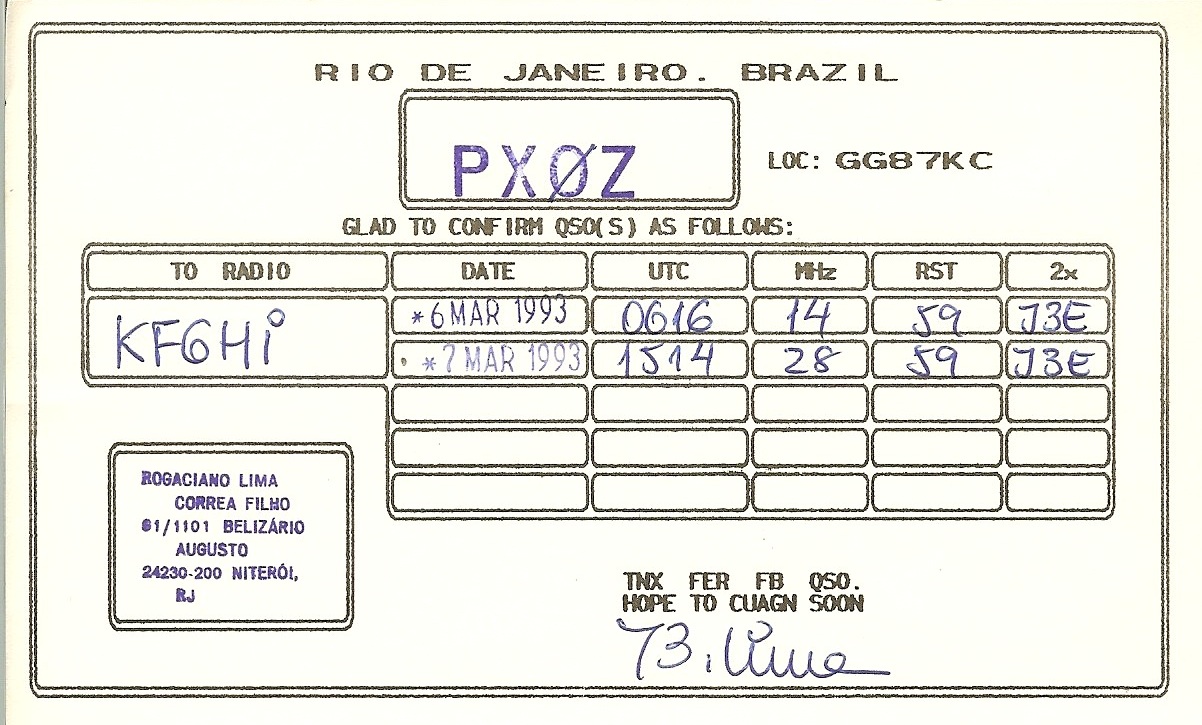 RIO DE JANEIRO. BRAZIL
PXØZ
LOC: GG87KC
GLAD TO CONFIRM QSO(S) AS FOLLOWS:
TO RADIO DATE UTC MHz RST 2x
KF6Hi *6 MAR 1993 0616 14 59 J3E
*7 MAR 1993 1514 28 59 J3E
ROGACIANO LIMA
CORREA FILHO
61/1101 BELIZÁRIO
AUGUSTO
24230-200 NITERÓI,
RJ
TNX FER FB QSO.
HOPE TO CUAGN SOON
73. Lima